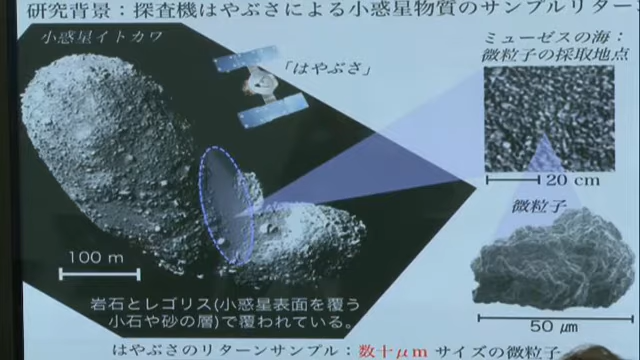 研究背景：探査機はやぶさによる小惑星物質のサンプルリター
小惑星イトカワ
「はやぶさ」
ミューゼスの海：
微粒子の採取地点
20 cm
微粒子
100 m
岩石とレゴリス(小惑星表面を覆う
小石や砂の層)で覆われている。
50 μm
はやぶさのリターンサンプル：数十μm サイズの微粒子